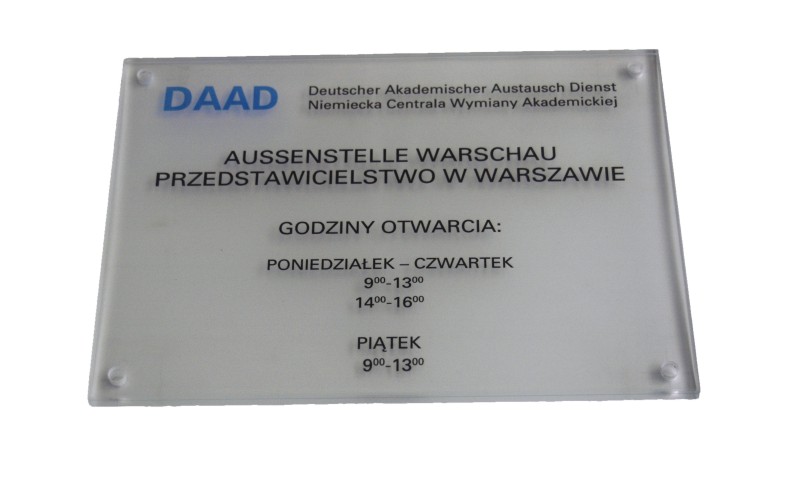 DAAD
Deutscher Akademischer Austausch Dienst
Niemiecka Centrala Wymiany Akademickiej
AUSSENSTELLE WARSCHAU
PRZEDSTAWICIELSTWO W WARSZAWIE
GODZINY OTWARCIA:
PONIEDZIAŁEK – CZWARTEK
9⁰⁰-13⁰⁰
14⁰⁰-16⁰⁰
PIĄTEK
9⁰⁰-13⁰⁰